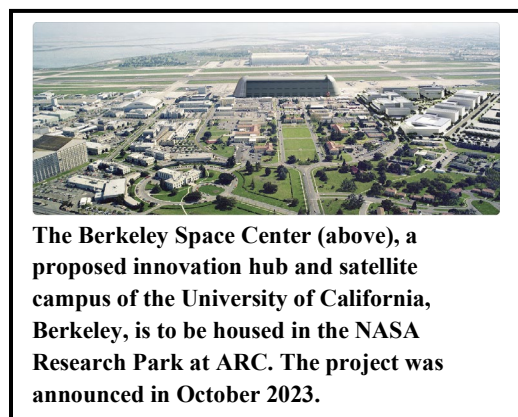 The Berkeley Space Center (above), a
proposed innovation hub and satellite
campus of the University of California,
Berkeley, is to be housed in the NASA
Research Park at ARC. The project was
announced in October 2023.